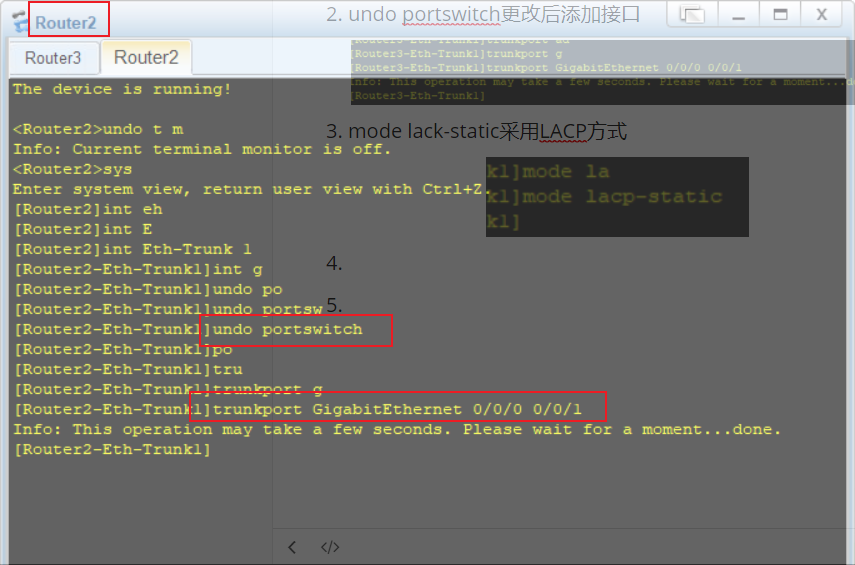 Router2
2. undo portswitch更改后添加接口
Router3
Router2
[Router3-Eth-Trunk1]trunkport g
[Router3-Eth-Trunk1]trunkport GigabitEthernet 0/0/0 0/0/1
Info: This operation may take a few seconds. Please wait for a moment...d
[Router3-Eth-Trunk1]
The device is running!
3. mode lack-static采用LACP方式
<Router2>undo t m
Info: Current terminal monitor is off.
<Router2>sys
k1]mode la
Enter system view, return user view with Ctrl+Z.
k1]mode lacp-static
[Router2]int eh
k1]
[Router2]int E
[Router2]int Eth-Trunk 1
4.
[Router2-Eth-Trunk1]int g
[Router2-Eth-Trunk1]undo po
[Router2-Eth-Trunk1]undo portsw
5.
[Router2-Eth-Trunk1]undo portswitch
[Router2-Eth-Trunk1]po
[Router2-Eth-Trunk1]tru
[Router2-Eth-Trunk1]trunkport g
[Router2-Eth-Trunk1]trunkport GigabitEthernet 0/0/0 0/0/1
Info: This operation may take a few seconds. Please wait for a moment...done.
[Router2-Eth-Trunk1]